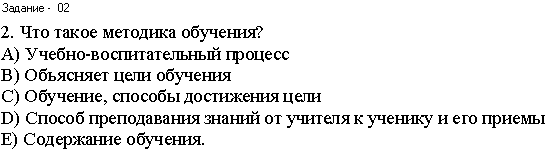 Задание - 02
2. Что такое методика обучения?
A) Учебно-воспитательный процесс
B) Объясняет цели обучения
C) Обучение, способы достижения цели
D) Способ преподавания знаний от учителя к ученику и его приемы
E) Содержание обучения.